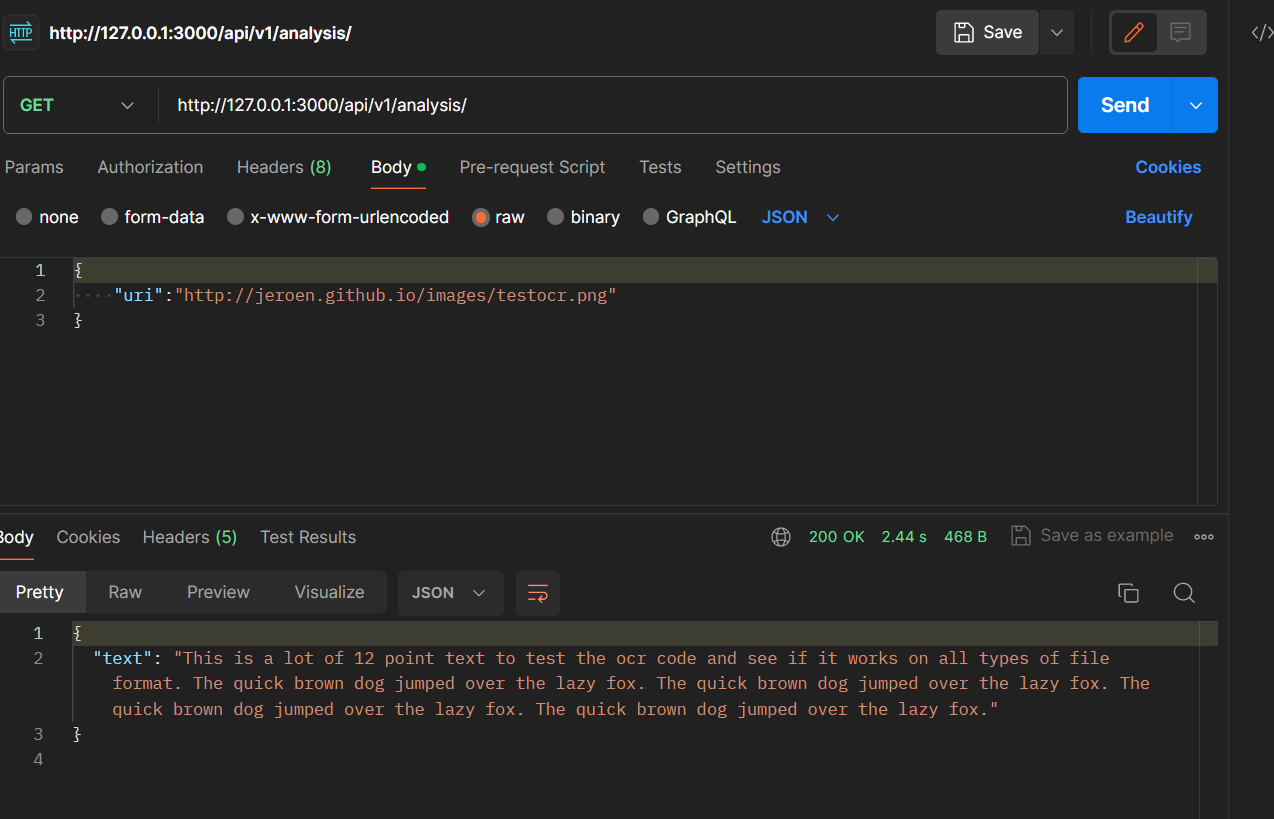 HTTP http://127.0.0.1:3000/api/v1/analysis/ Save </>
GET http://127.0.0.1:3000/api/v1/analysis/ Send
Params Authorization Headers (8) Body Pre-request Script Tests Settings Cookies
none form-data x-www-form-urlencoded raw binary GraphQL JSON Beautify
1 {
2 ····"uri":"http://jeroen.github.io/images/testocr.png"
3 }
Body Cookies Headers (5) Test Results 200 OK 2.44 s 468 B Save as example
Pretty Raw Preview Visualize JSON
1 {
2 "text": "This is a lot of 12 point text to test the ocr code and see if it works on all types of file
format. The quick brown dog jumped over the lazy fox. The quick brown dog jumped over the lazy fox. The
quick brown dog jumped over the lazy fox. The quick brown dog jumped over the lazy fox."
3 }
4